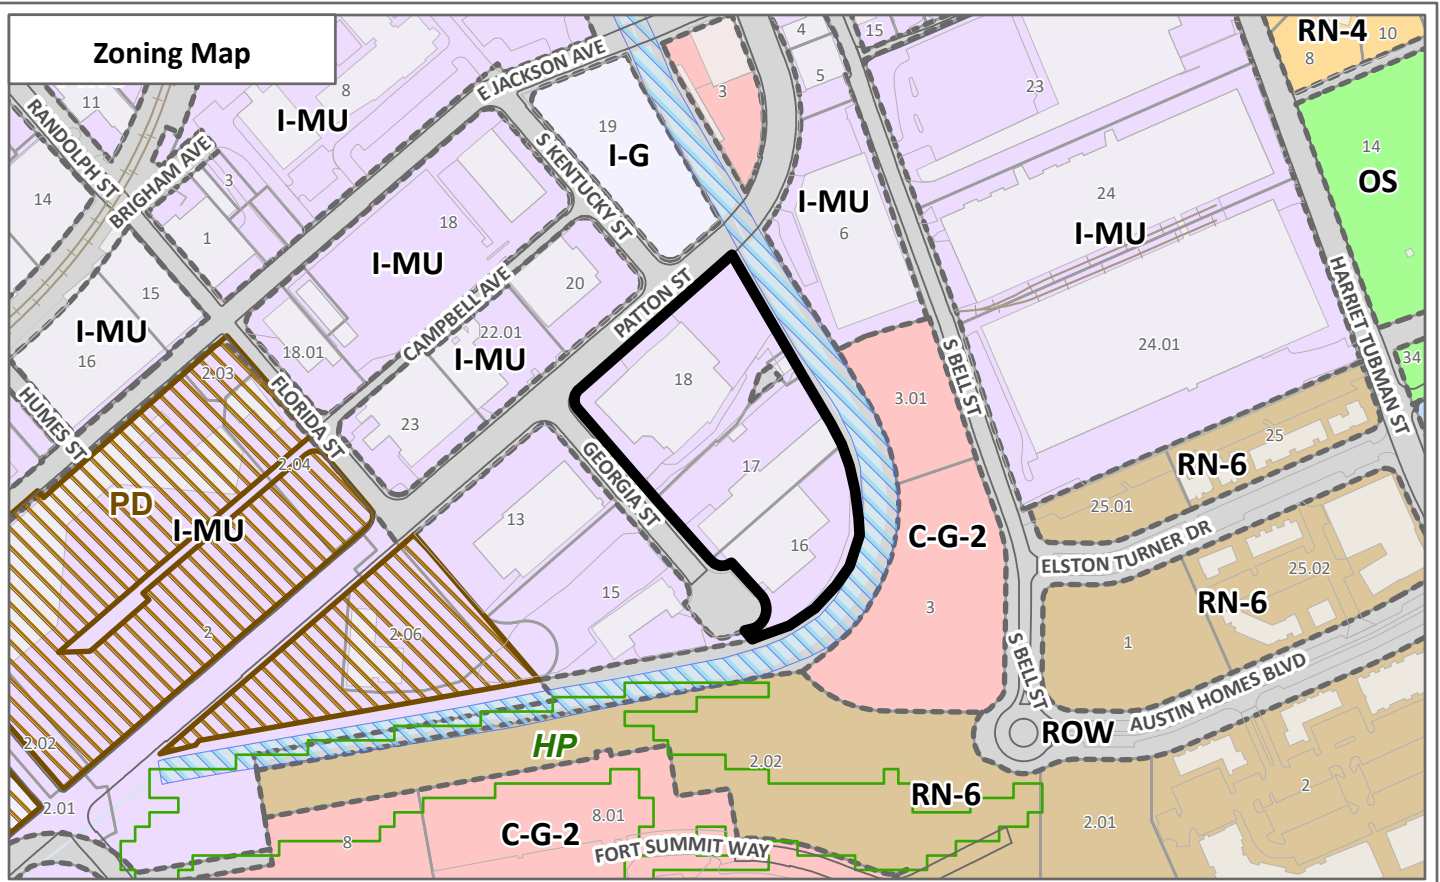 Zoning Map
RN-4
10
8
4
15
5
E JACKSON AVE
8
I-MU
3
23
11
RANDOLPH ST
BRIGHAM AVE
19
I-G
S KENTUCKY ST
14
OS
3
14
18
I-MU
6
24
I-MU
1
I-MU
20
PATTON ST
HARRIET TUBMAN ST
15
I-MU
16
CAMPBELL AVE
22.01
I-MU
18.01
24.01
34
S BELL ST
2.03
18
3.01
HUMES ST
FLORIDA ST
23
25
RN-6
2.04
17
GEORGIA ST
25.01
PD
I-MU
13
16
C-G-2
ELSTON TURNER DR
25.02
RN-6
15
3
2
2.06
1
S BELL ST
AUSTIN HOMES BLVD
ROW
2.02
HP
2.02
2
RN-6
2.01
8.01
C-G-2
8
2.01
FORT SUMMIT WAY